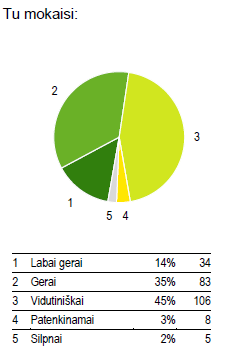 Tu mokaisi:
2
3
1
5
4
1 Labai gerai 14% 34
2 Gerai 35% 83
3 Vidutiniškai 45% 106
4 Patenkinamai 3% 8
5 Silpnai 2% 5